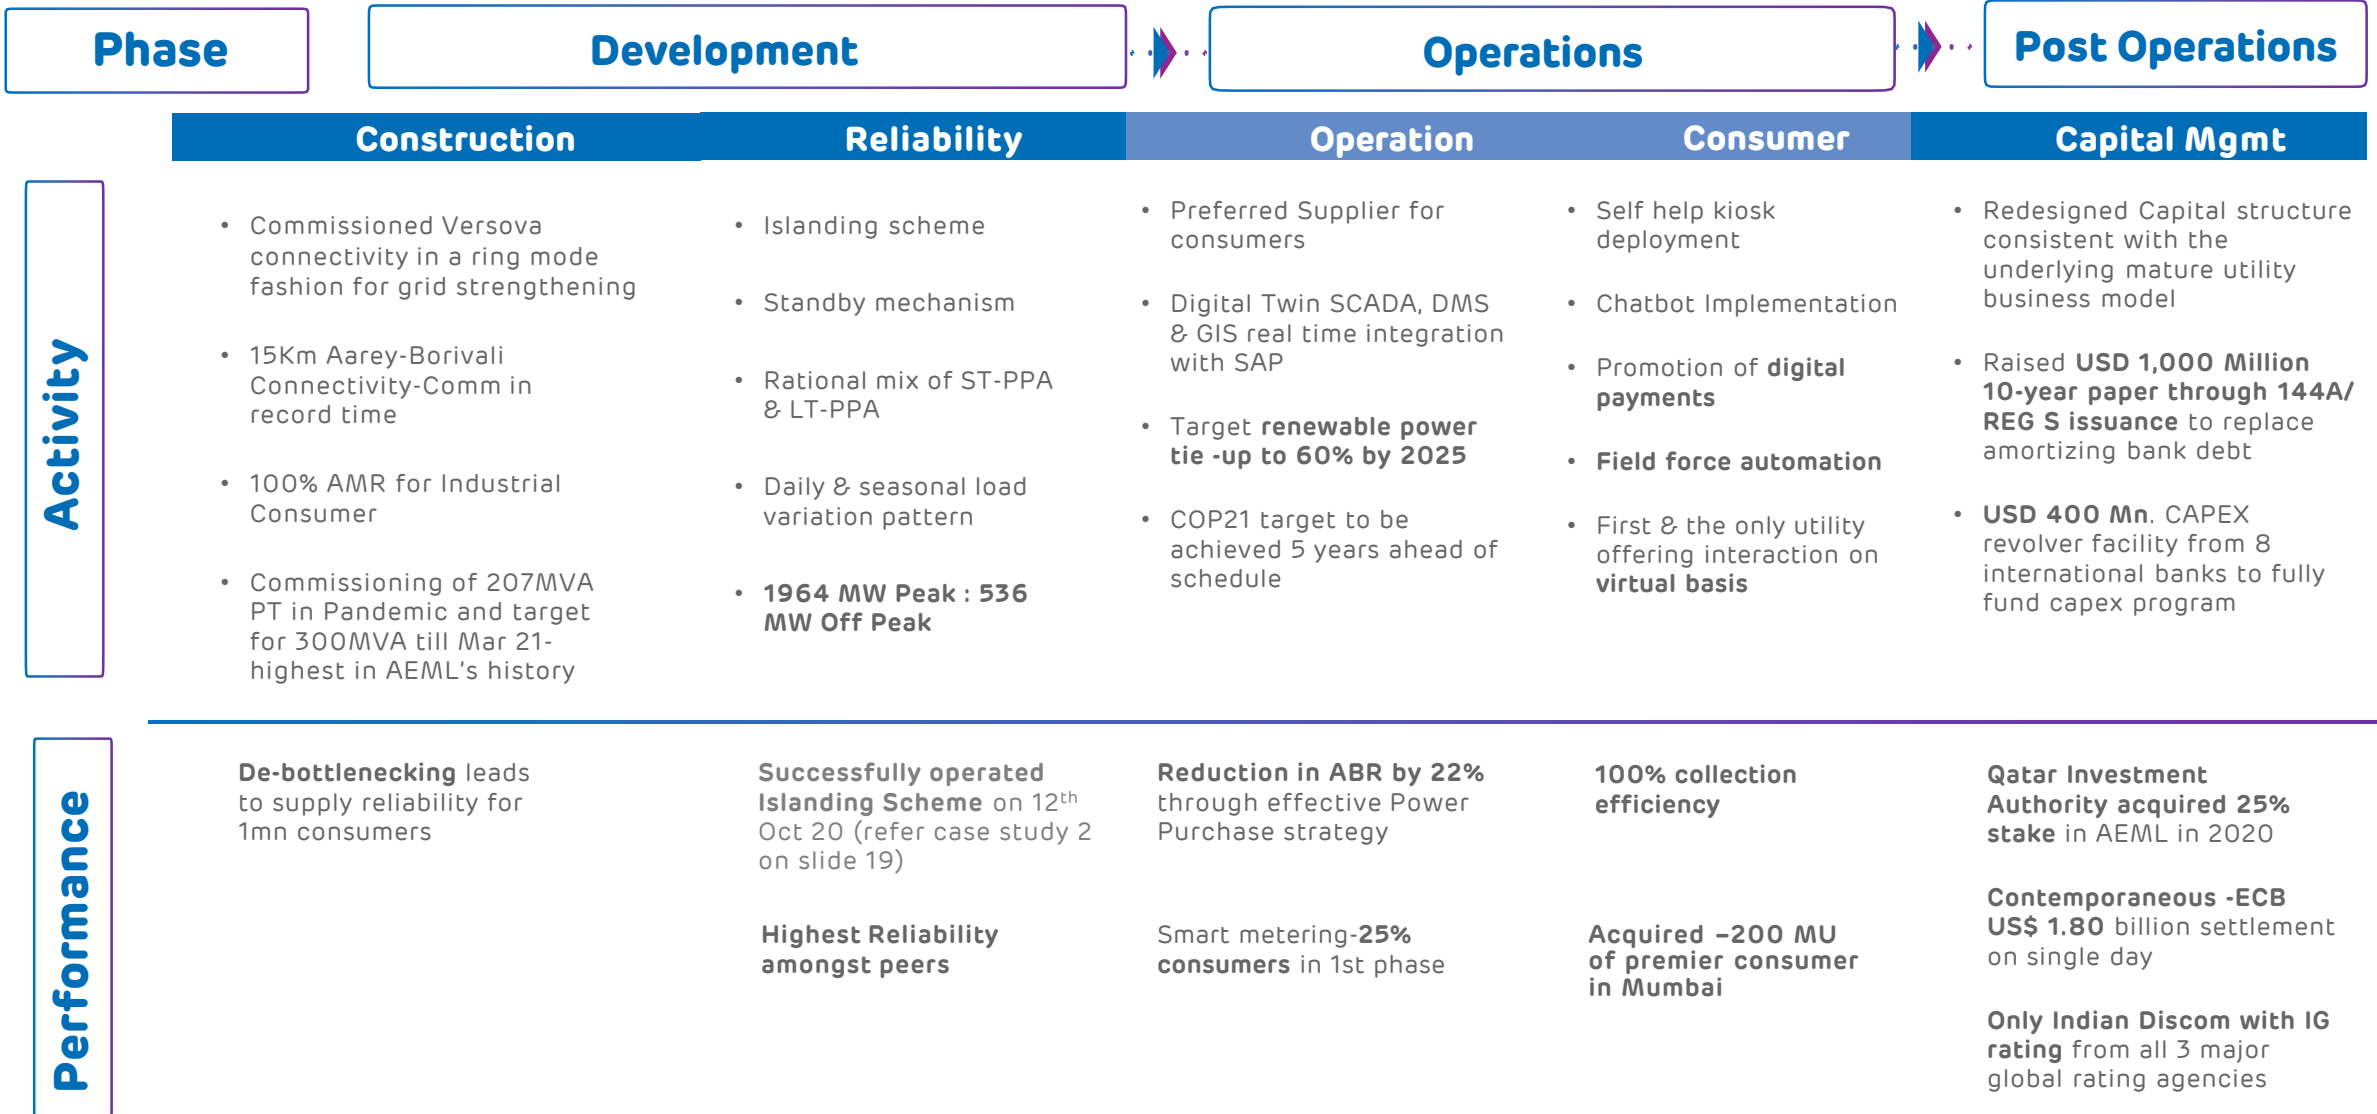 Phase
Development
Operations
Post Operations
Construction
Reliability
Operation
Consumer
Capital Mgmt
Activity
• Commissioned Versova
connectivity in a ring mode
fashion for grid strengthening
• 15Km Aarey-Borivali
Connectivity-Comm in
record time
• 100% AMR for Industrial
Consumer
• Commissioning of 207MVA
PT in Pandemic and target
for 300MVA till Mar 21-
highest in AEML's history
• Islanding scheme
• Standby mechanism
• Rational mix of ST-PPA
& LT-PPA
• Daily & seasonal load
variation pattern
• 1964 MW Peak : 536
MW Off Peak
• Preferred Supplier for
consumers
• Digital Twin SCADA, DMS
& GIS real time integration
with SAP
• Target renewable power
tie -up to 60% by 2025
• COP21 target to be
achieved 5 years ahead of
schedule
• Self help kiosk
deployment
• Chatbot Implementation
• Promotion of digital
payments
• Field force automation
• First & the only utility
offering interaction on
virtual basis
• Redesigned Capital structure
consistent with the
underlying mature utility
business model
• Raised USD 1,000 Million
10-year paper through 144A/
REG S issuance to replace
amortizing bank debt
• USD 400 Mn. CAPEX
revolver facility from 8
international banks to fully
fund capex program
Performance
De-bottlenecking leads
to supply reliability for
1mn consumers
Successfully operated
Islanding Scheme on 12th
Oct 20 (refer case study 2
on slide 19)
Highest Reliability
amongst peers
Reduction in ABR by 22%
through effective Power
Purchase strategy
Smart metering-25%
consumers in 1st phase
100% collection
efficiency
Acquired –200 MU
of premier consumer
in Mumbai
Qatar Investment
Authority acquired 25%
stake in AEML in 2020
Contemporaneous -ECB
US$ 1.80 billion settlement
on single day
Only Indian Discom with IG
rating from all 3 major
global rating agencies